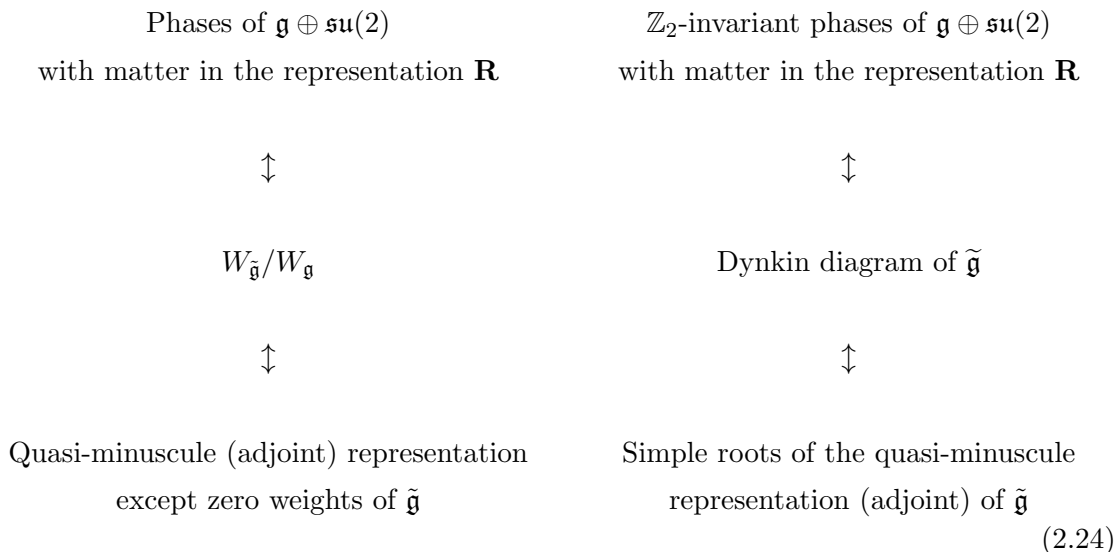 Phases of 𝔤 ⊕ 𝔰𝔲(2)
with matter in the representation R
↕
W_𝔤̃/W_𝔤
↕
Quasi-minuscule (adjoint) representation
except zero weights of 𝔤̃
ℤ₂-invariant phases of 𝔤 ⊕ 𝔰𝔲(2)
with matter in the representation R
↕
Dynkin diagram of 𝔤̃
↕
Simple roots of the quasi-minuscule
representation (adjoint) of 𝔤̃
(2.24)